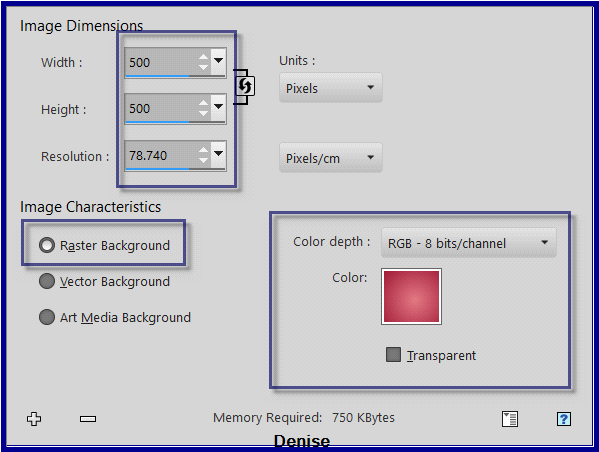 Image Dimensions
Width : 500 Units :
Pixels
Height : 500
Resolution : 78.740 Pixels/cm
Image Characteristics
Raster Background Color depth : RGB - 8 bits/channel
Vector Background Color:
Art Media Background
Transparent
Memory Required: 750 KBytes ?
Denise